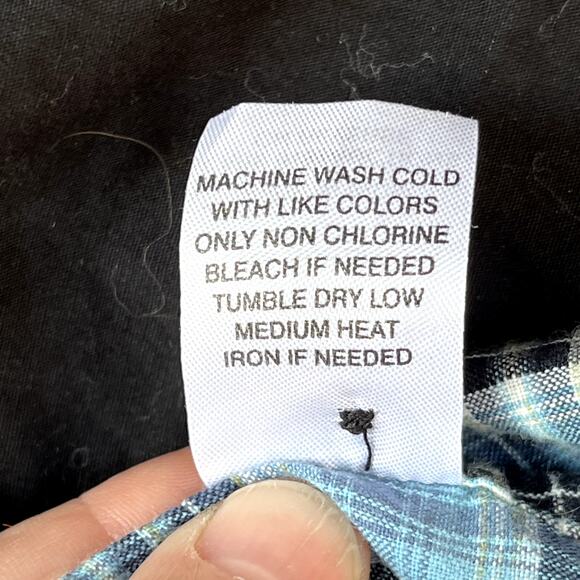 MACHINE WASH COLD
WITH LIKE COLORS
ONLY NON CHLORINE
BLEACH IF NEEDED
TUMBLE DRY LOW
MEDIUM HEAT
IRON IF NEEDED